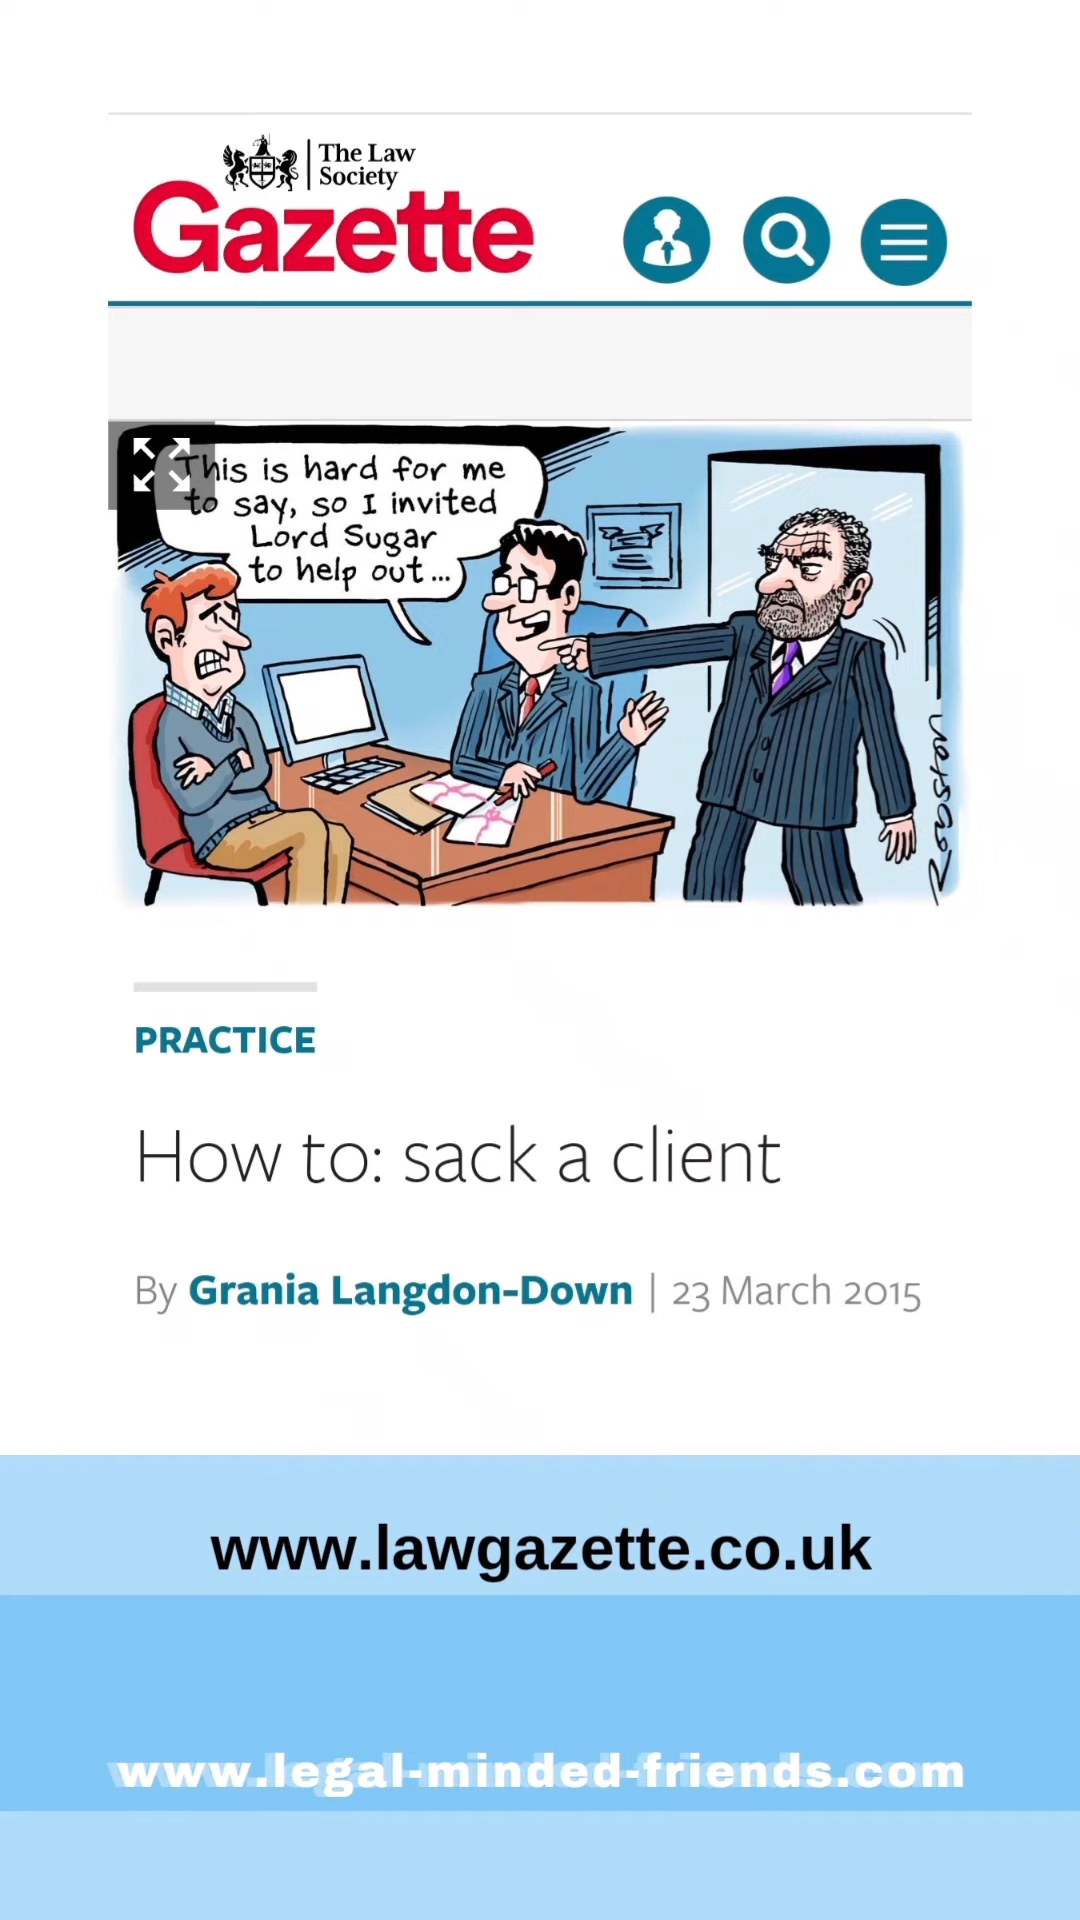 The Law
Society
Gazette
This is hard for me
to say, so I invited
Lord Sugar
to help out...
Roston
PRACTICE
How to: sack a client
By Grania Langdon-Down | 23 March 2015
www.lawgazette.co.uk
www.legal-minded-friends.com